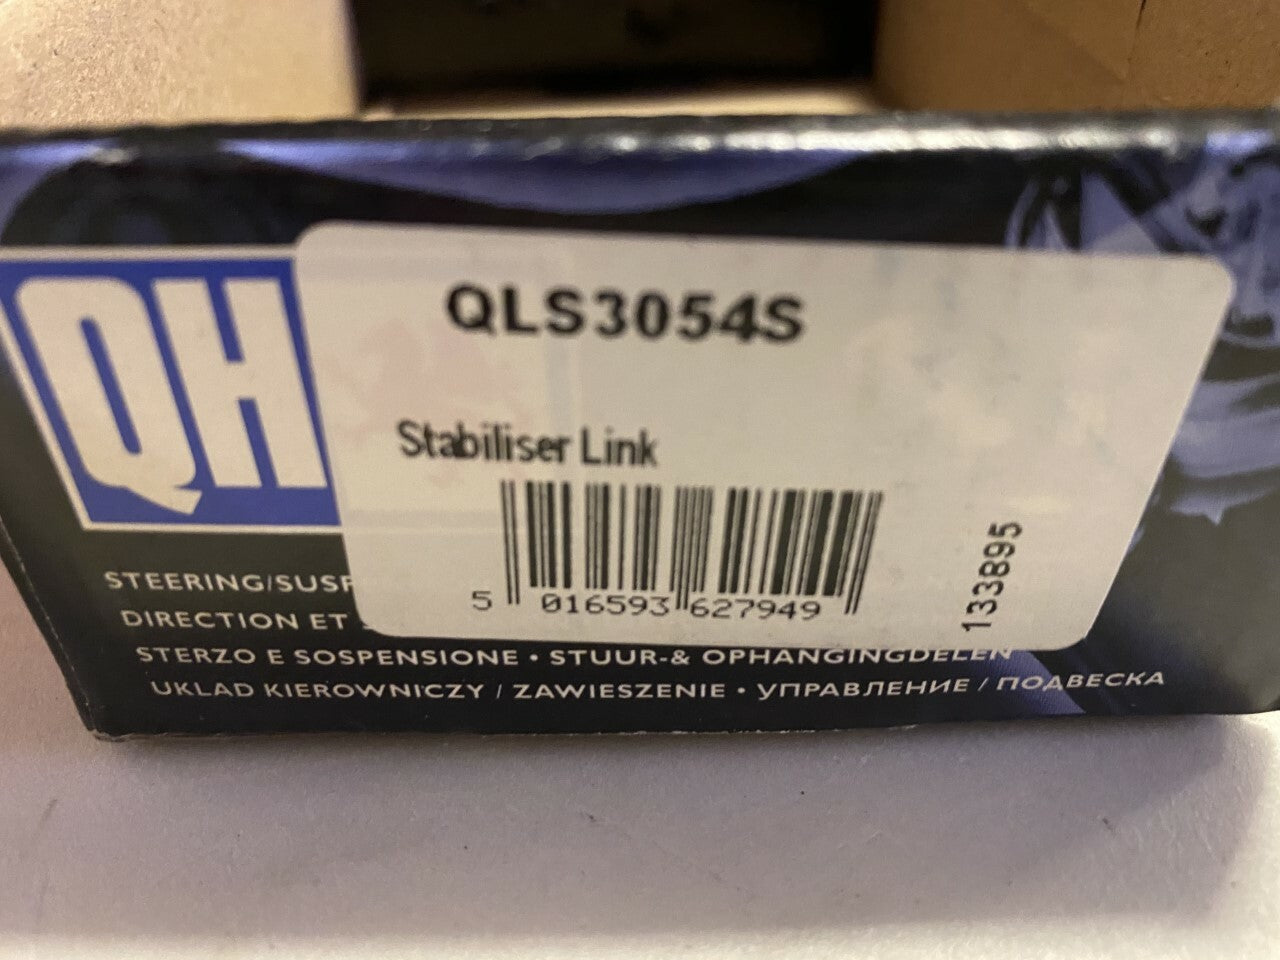 QH
QLS3054S
Stabiliser Link
5 016593 627949
133895
STEERING/SUSP
DIRECTION ET
STERZO E SOSPENSIONE • STUUR-& OPHANGINGDELEN
UKLAD KIEROWNICZY / ZAWIESZENIE • УПРАВЛЕНИЕ / ПОДВЕСКА